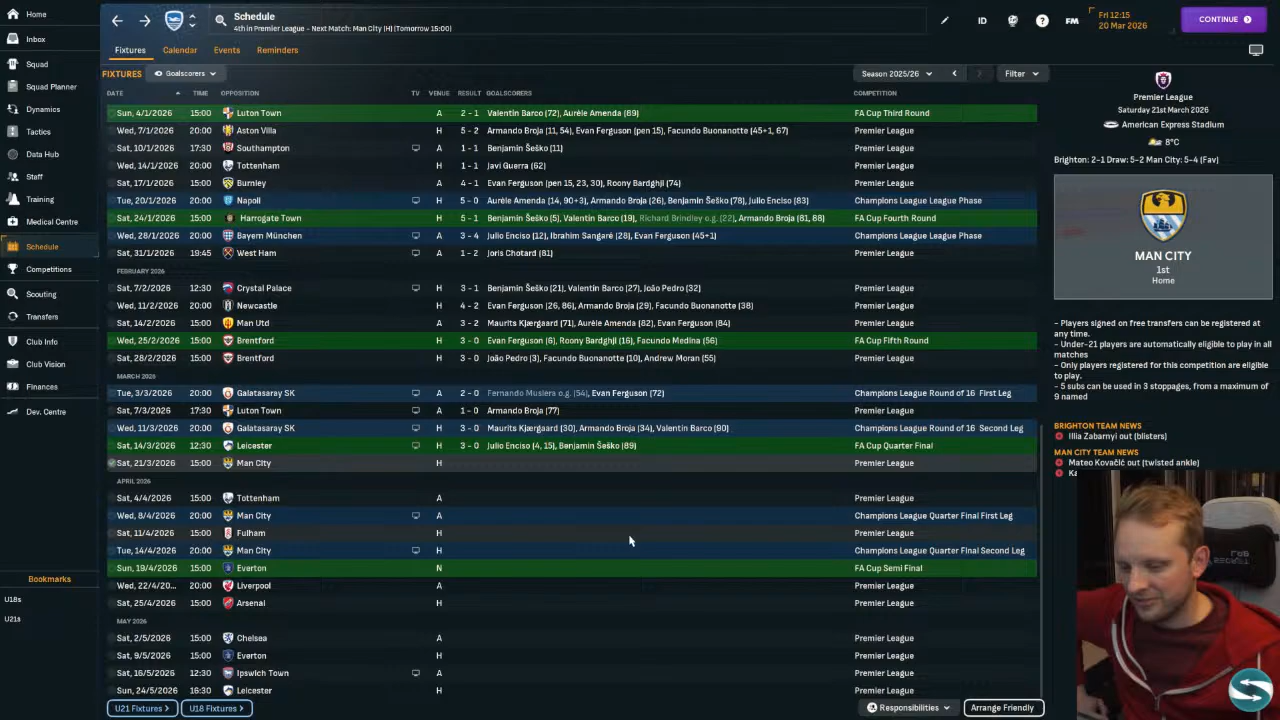 Home
Schedule
4th in Premier League - Next Match: Man City (H) (Tomorrow 15:00)
ID
FM
Fri 12:15
20 Mar 2026
CONTINUE
Inbox
Squad
Squad Planner
Dynamics
Tactics
Data Hub
Staff
Training
Medical Centre
Schedule
Competitions
Scouting
Transfers
Club Info
Club Vision
Finances
Dev. Centre
Bookmarks
U18s
U21s
Fixtures Calendar Events Reminders
FIXTURES Goalscorers Season 2025/26 Filter
DATE TIME OPPOSITION TV VENUE RESULT GOALSCORERS COMPETITION
Sun, 4/1/2026 15:00 Luton Town A 2 - 1 Valentin Barco (72), Aurèle Amenda (89) FA Cup Third Round
Wed, 7/1/2026 20:00 Aston Villa H 5 - 2 Armando Broja (11, 54), Evan Ferguson (pen 15), Facundo Buonanotte (45+1, 67) Premier League
Sat, 10/1/2026 17:30 Southampton A 1 - 1 Benjamin Šeško (11) Premier League
Wed, 14/1/2026 20:00 Tottenham H 1 - 1 Javi Guerra (62) Premier League
Sat, 17/1/2026 15:00 Burnley A 4 - 1 Evan Ferguson (pen 15, 23, 30), Roony Bardghji (74) Premier League
Tue, 20/1/2026 20:00 Napoli H 5 - 0 Aurèle Amenda (14, 90+3), Armando Broja (26), Benjamin Šeško (78), Julio Enciso (83) Champions League League Phase
Sat, 24/1/2026 15:00 Harrogate Town H 5 - 1 Benjamin Šeško (5), Valentin Barco (19), Richard Brindley o.g. (22), Armando Broja (81, 88) FA Cup Fourth Round
Wed, 28/1/2026 20:00 Bayern München A 3 - 4 Julio Enciso (12), Ibrahim Sangaré (28), Evan Ferguson (45+1) Champions League League Phase
Sat, 31/1/2026 19:45 West Ham A 1 - 2 Joris Chotard (81) Premier League
FEBRUARY 2026
Sat, 7/2/2026 12:30 Crystal Palace H 3 - 1 Benjamin Šeško (21), Valentin Barco (27), João Pedro (32) Premier League
Wed, 11/2/2026 20:00 Newcastle H 4 - 2 Evan Ferguson (26, 86), Armando Broja (29), Facundo Buonanotte (38) Premier League
Sat, 14/2/2026 15:00 Man Utd A 3 - 2 Maurits Kjærgaard (71), Aurèle Amenda (82), Evan Ferguson (84) Premier League
Wed, 25/2/2026 15:00 Brentford H 3 - 0 Evan Ferguson (6), Roony Bardghji (16), Facundo Medina (56) FA Cup Fifth Round
Sat, 28/2/2026 15:00 Brentford H 3 - 0 João Pedro (3), Facundo Buonanotte (10), Andrew Moran (55) Premier League
MARCH 2026
Tue, 3/3/2026 20:00 Galatasaray SK A 2 - 0 Fernando Muslera o.g. (54), Evan Ferguson (72) Champions League Round of 16 First Leg
Sat, 7/3/2026 17:30 Luton Town A 1 - 0 Armando Broja (77) Premier League
Wed, 11/3/2026 20:00 Galatasaray SK H 3 - 0 Maurits Kjærgaard (30), Armando Broja (34), Valentin Barco (90) Champions League Round of 16 Second Leg
Sat, 14/3/2026 12:30 Leicester H 3 - 0 Julio Enciso (4, 15), Benjamin Šeško (89) FA Cup Quarter Final
Sat, 21/3/2026 15:00 Man City H Premier League
APRIL 2026
Sat, 4/4/2026 15:00 Tottenham A Premier League
Wed, 8/4/2026 20:00 Man City A Champions League Quarter Final First Leg
Sat, 11/4/2026 15:00 Fulham H Premier League
Tue, 14/4/2026 20:00 Man City H Champions League Quarter Final Second Leg
Sun, 19/4/2026 15:00 Everton N FA Cup Semi Final
Wed, 22/4/20... 20:00 Liverpool A Premier League
Sat, 25/4/2026 15:00 Arsenal H Premier League
MAY 2026
Sat, 2/5/2026 15:00 Chelsea A Premier League
Sat, 9/5/2026 15:00 Everton H Premier League
Sat, 16/5/2026 12:30 Ipswich Town A Premier League
Sun, 24/5/2026 16:30 Leicester H Premier League
U21 Fixtures > U18 Fixtures > Responsibilities Arrange Friendly
Premier League
Saturday 21st March 2026
American Express Stadium
8°C
Brighton: 2-1 Draw: 5-2 Man City: 5-4 (Fav)
MAN CITY
1st
Home
- Players signed on free transfers can be registered at
any time.
- Under-21 players are automatically eligible to play in all
matches
- Only players registered for this competition are eligible
to play.
- 5 subs can be used in 3 stoppages, from a maximum of
9 named
BRIGHTON TEAM NEWS
Illia Zabarnyi out (blisters)
MAN CITY TEAM NEWS
Mateo Kovačić out (twisted ankle)